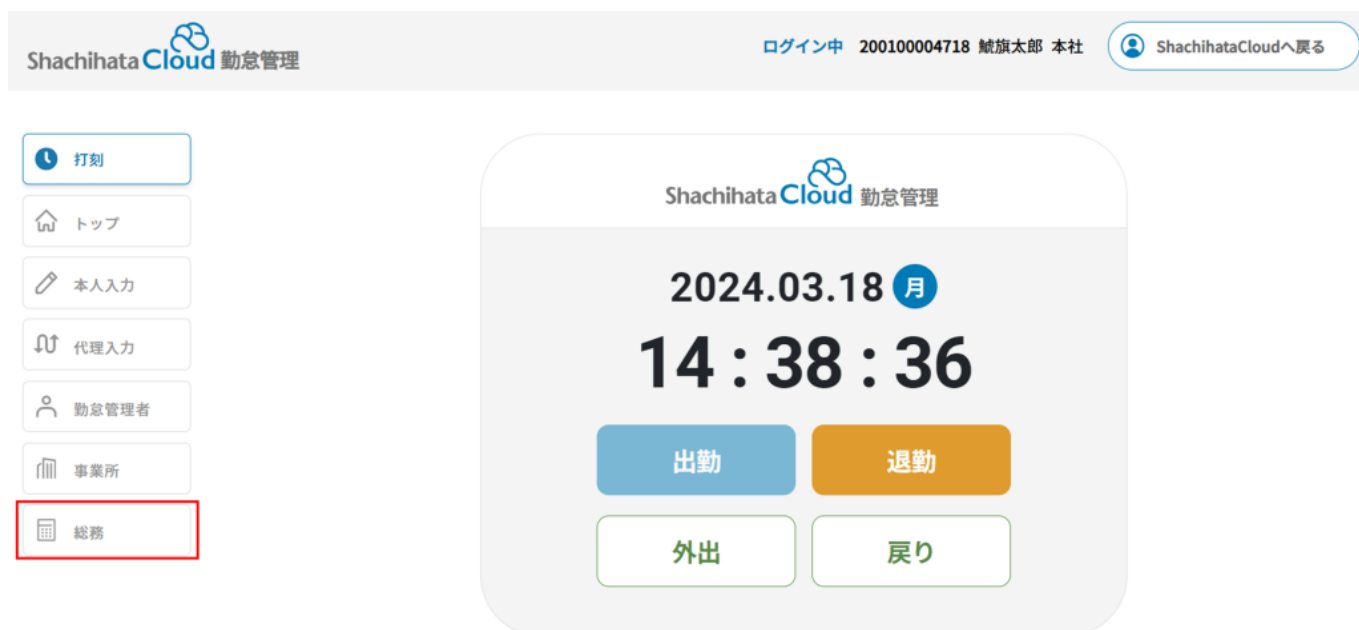 Shachihata Cloud 勤怠管理
ログイン中 200100004718 鯱旗太郎 本社
ShachihataCloudへ戻る
打刻
トップ
本人入力
代理入力
勤怠管理者
事業所
総務
Shachihata Cloud 勤怠管理
2024.03.18 月
14 : 38 : 36
出勤
退勤
外出
戻り